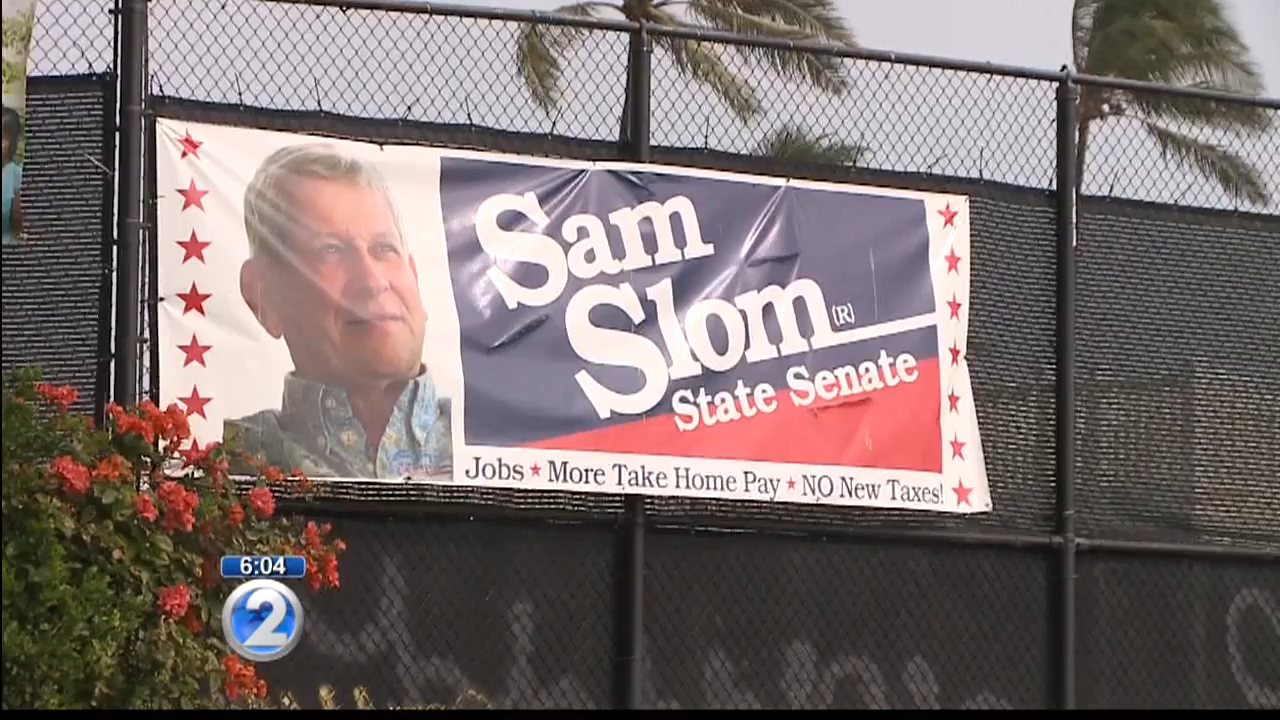 Sam
Slom (R)
State Senate
Jobs ★ More Take Home Pay ★ NO New Taxes!
6:04
2